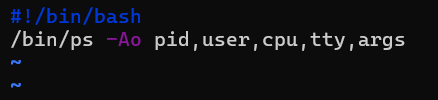 #!/bin/bash
/bin/ps -Ao pid,user,cpu,tty,args
~
~